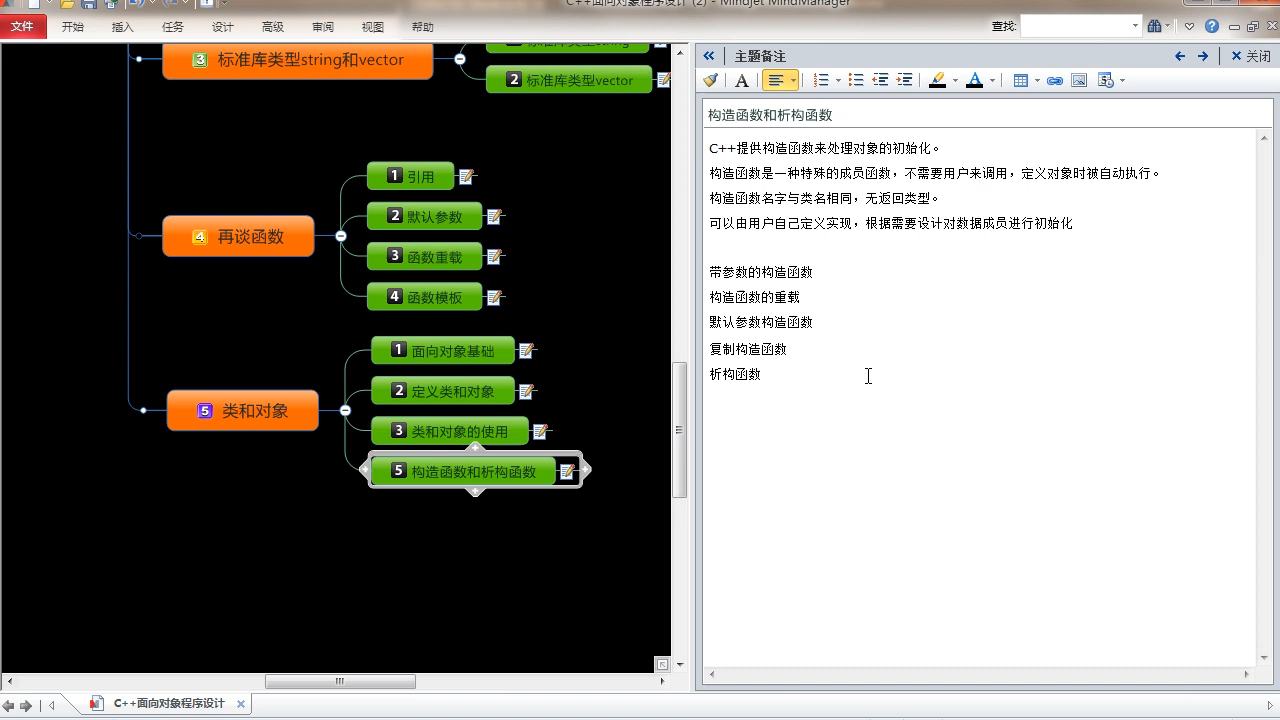 C++面向对象程序设计 (2) - Mindjet MindManager
文件 开始 插入 任务 设计 高级 审阅 视图 帮助 查找:
3 标准库类型string和vector
标准库类型string
2 标准库类型vector
4 再谈函数
1 引用
2 默认参数
3 函数重载
4 函数模板
5 类和对象
1 面向对象基础
2 定义类和对象
3 类和对象的使用
5 构造函数和析构函数
主题备注 关闭
构造函数和析构函数
C++提供构造函数来处理对象的初始化。
构造函数是一种特殊的成员函数，不需要用户来调用，定义对象时被自动执行。
构造函数名字与类名相同，无返回类型。
可以由用户自己定义实现，根据需要设计对数据成员进行初始化
带参数的构造函数
构造函数的重载
默认参数构造函数
复制构造函数
析构函数
C++面向对象程序设计